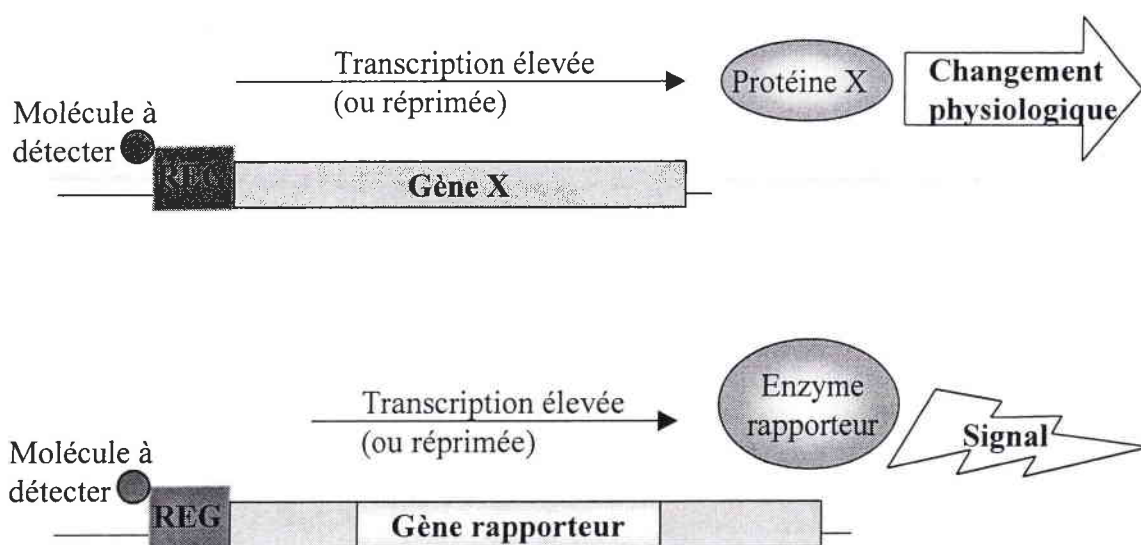 Transcription élevée
(ou réprimée)
Protéine X
Changement
physiologique
Molécule à
détecter
REG
Gène X
Transcription élevée
(ou réprimée)
Enzyme
rapporteur
Signal
Molécule à
détecter
REG
Gène rapporteur